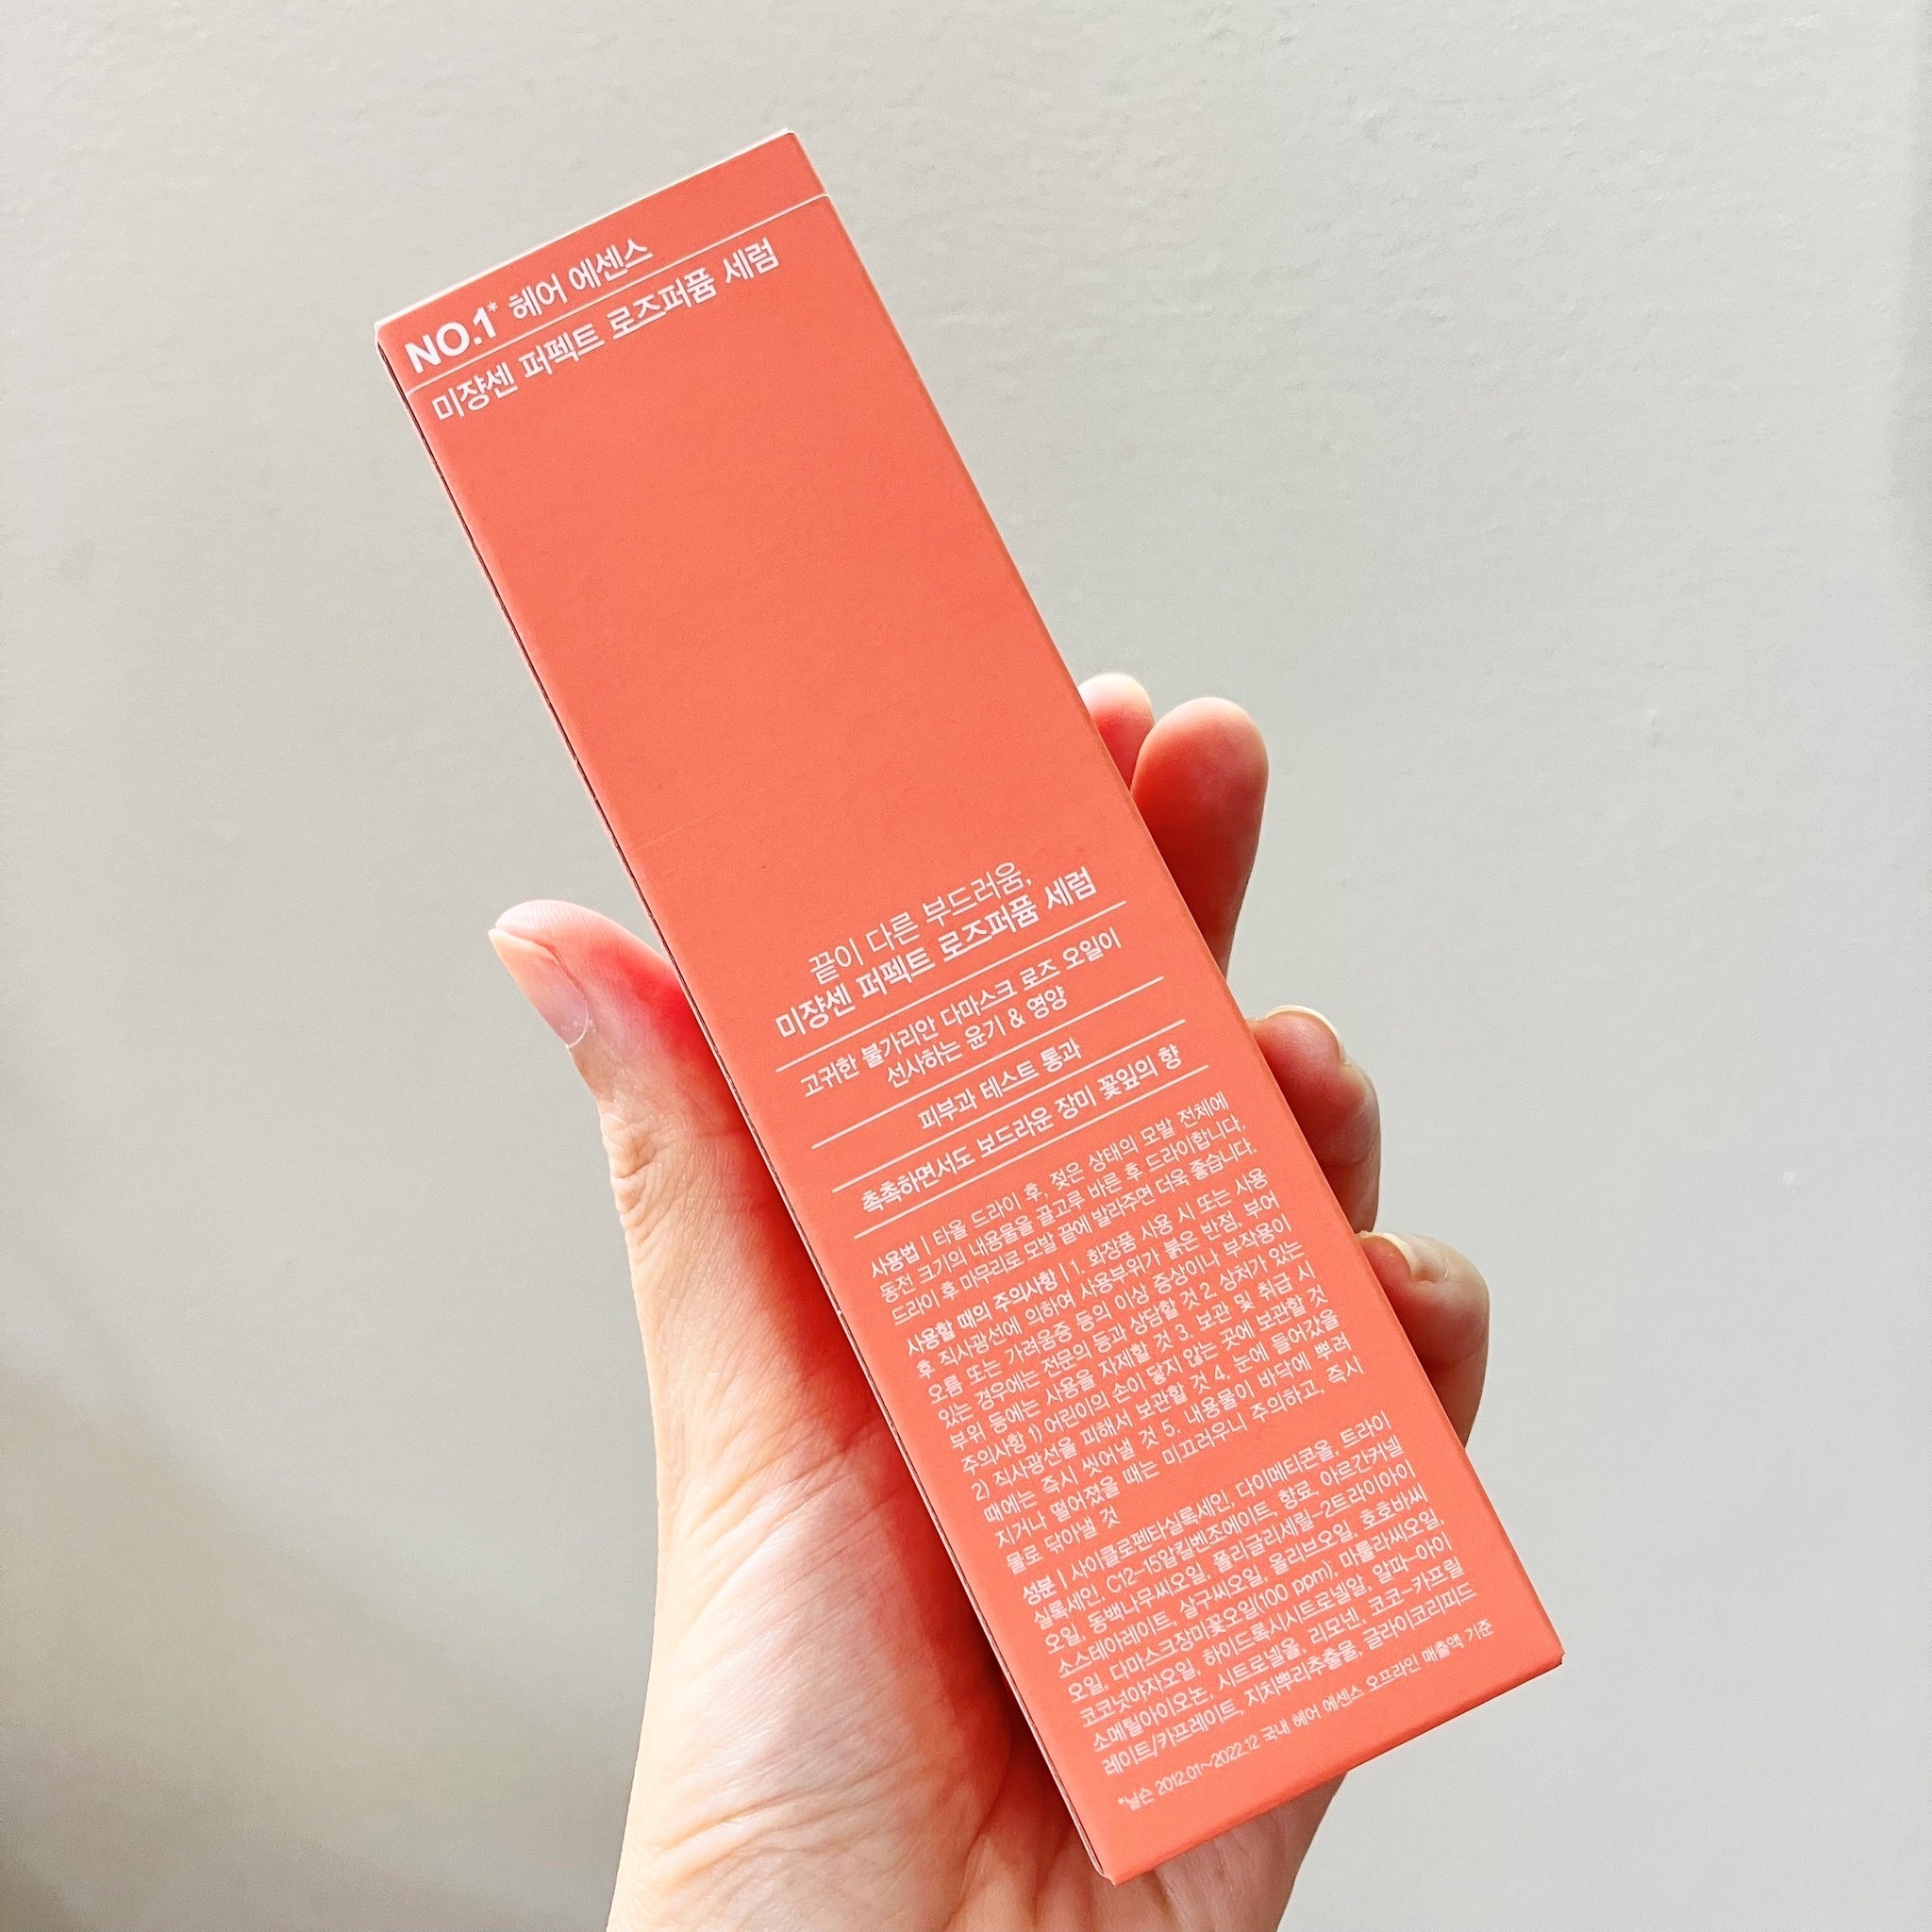 NO.1* 헤어 에센스
미쟝센 퍼펙트 로즈퍼퓸 세럼
끝이 다른 부드러움,
미쟝센 퍼펙트 로즈퍼퓸 세럼
고귀한 불가리안 다마스크 로즈 오일이
선사하는 윤기 & 영양
피부과 테스트 통과
촉촉하면서도 보드라운 장미 꽃잎의 향
사용법 | 타올 드라이 후, 젖은 상태의 모발 전체에
동전 크기의 내용물을 골고루 바른 후 드라이합니다.
드라이 후 마무리로 모발 끝에 발라주면 더욱 좋습니다.
사용할 때의 주의사항 | 1. 화장품 사용 시 또는 사용
후 직사광선에 의하여 사용부위가 붉은 반점, 부어
오름 또는 가려움증 등의 이상 증상이나 부작용이
있는 경우에는 전문의 등과 상담할 것 2. 상처가 있는
부위 등에는 사용을 자제할 것 3. 보관 및 취급 시
주의사항 1) 어린이의 손이 닿지 않는 곳에 보관할 것
2) 직사광선을 피해서 보관할 것 4. 눈에 들어갔을
때에는 즉시 씻어낼 것 5. 내용물이 바닥에 뿌려
지거나 떨어졌을 때는 미끄러우니 주의하고, 즉시
물로 닦아낼 것
성분 | 사이클로펜타실록세인, 다이메티콘올, 트라이
실록세인, C12-15알킬벤조에이트, 향료, 아르간커넬
오일, 동백나무씨오일, 폴리글리세릴-2트라이아이
소스테아레이트, 살구씨오일, 올리브오일, 호호바씨
오일, 다마스크장미꽃오일(100 ppm), 마룰라씨오일,
코코넛야자오일, 하이드록시시트로넬알, 알파-아이
소메틸아이오논, 시트로넬올, 리모넨, 코코-카프릴
레이트/카프레이트, 지치뿌리추출물, 글라이코리피드
*닐슨 2012.01~2022.12 국내 헤어 에센스 오프라인 매출액 기준